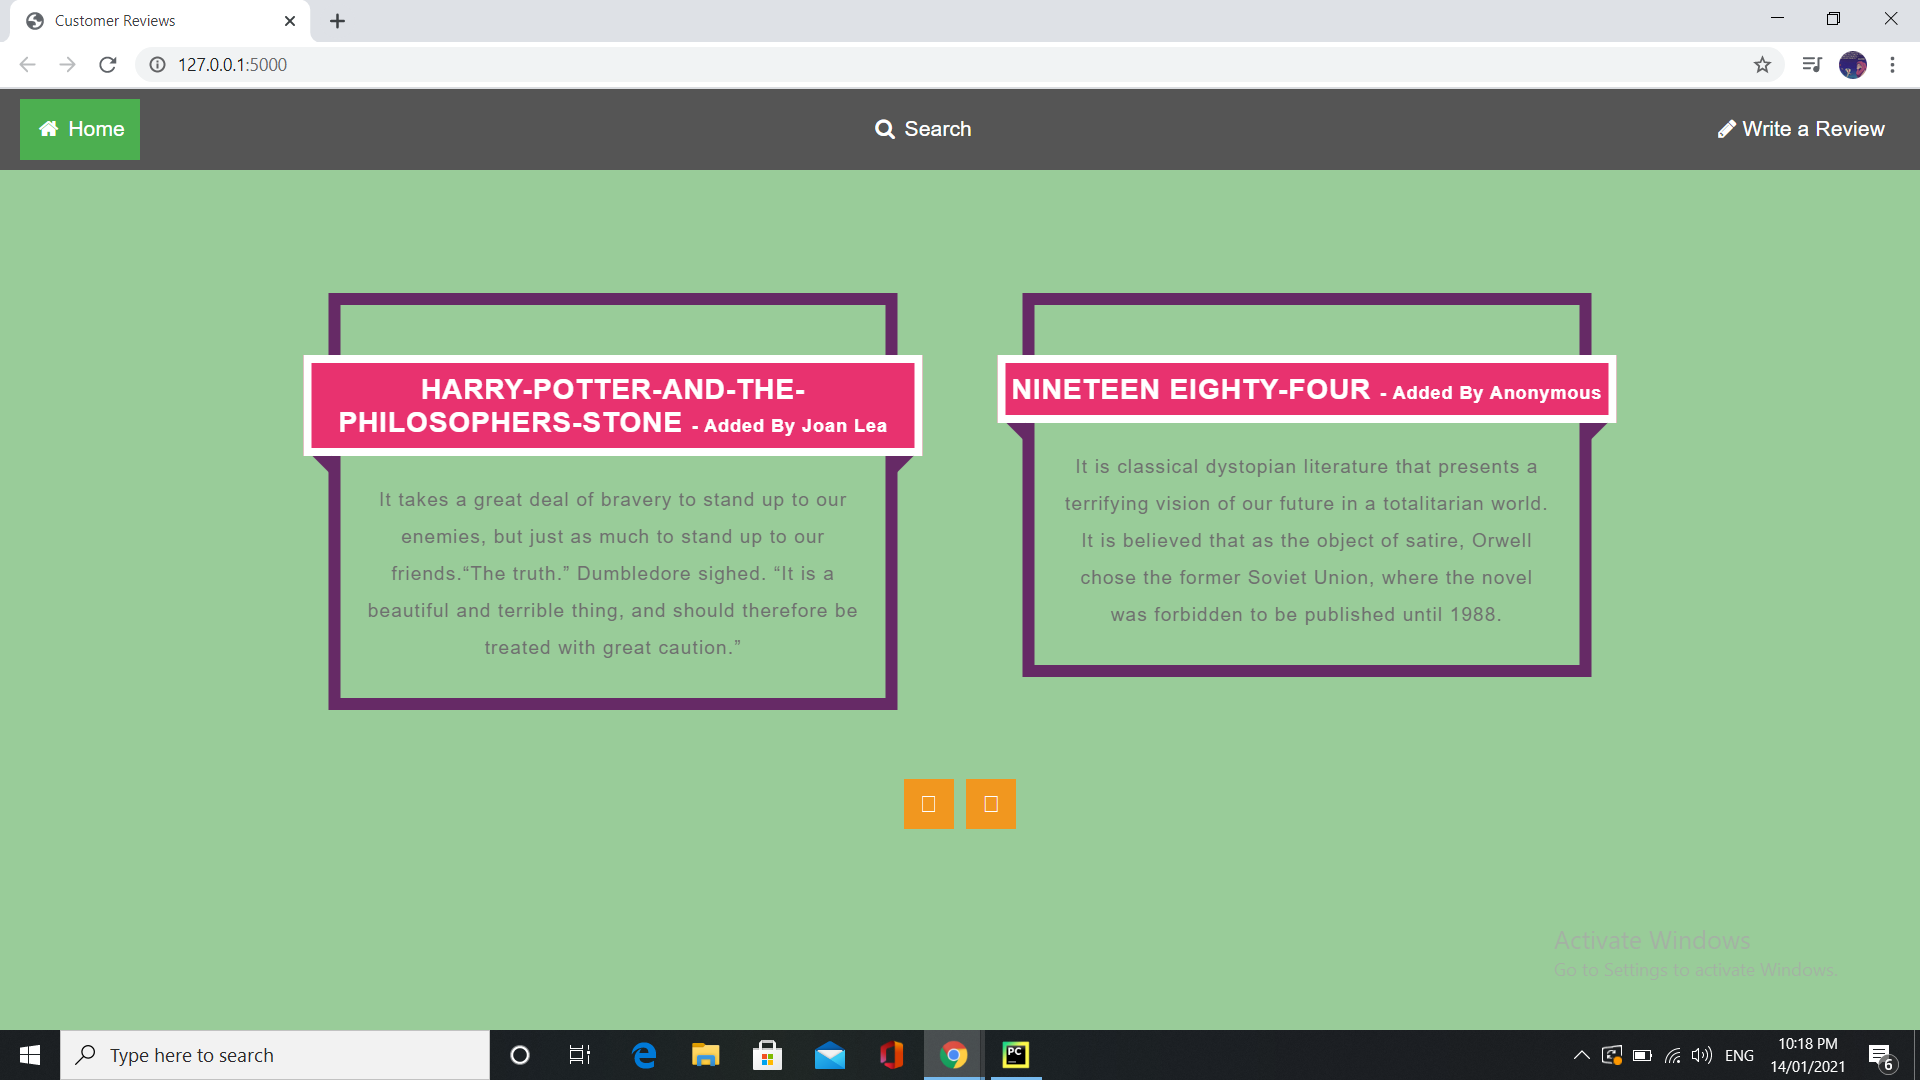 Customer Reviews
127.0.0.1:5000
Home
Search
Write a Review
HARRY-POTTER-AND-THE-
PHILOSOPHERS-STONE - Added By Joan Lea
It takes a great deal of bravery to stand up to our
enemies, but just as much to stand up to our
friends.“The truth.” Dumbledore sighed. “It is a
beautiful and terrible thing, and should therefore be
treated with great caution.”
NINETEEN EIGHTY-FOUR - Added By Anonymous
It is classical dystopian literature that presents a
terrifying vision of our future in a totalitarian world.
It is believed that as the object of satire, Orwell
chose the former Soviet Union, where the novel
was forbidden to be published until 1988.
Activate Windows
Go to Settings to activate Windows.
Type here to search
PC
ENG
10:18 PM
14/01/2021
6